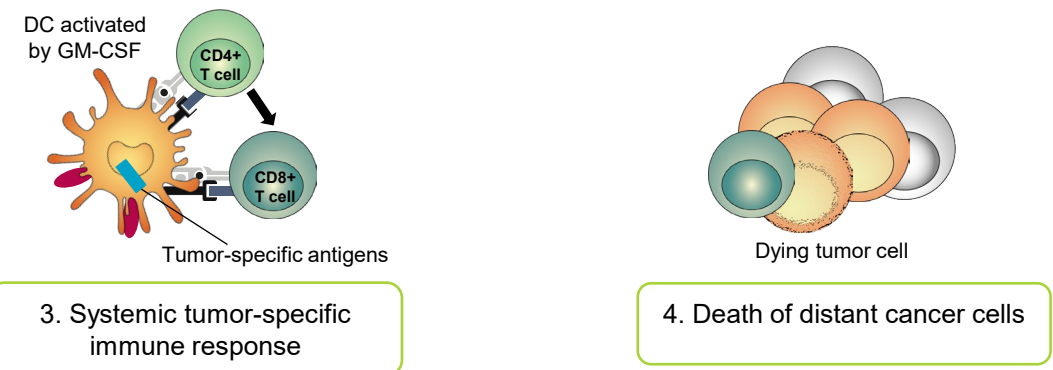 DC activated
by GM-CSF
CD4+
T cell
CD8+
T cell
Tumor-specific antigens
3. Systemic tumor-specific
immune response
Dying tumor cell
4. Death of distant cancer cells